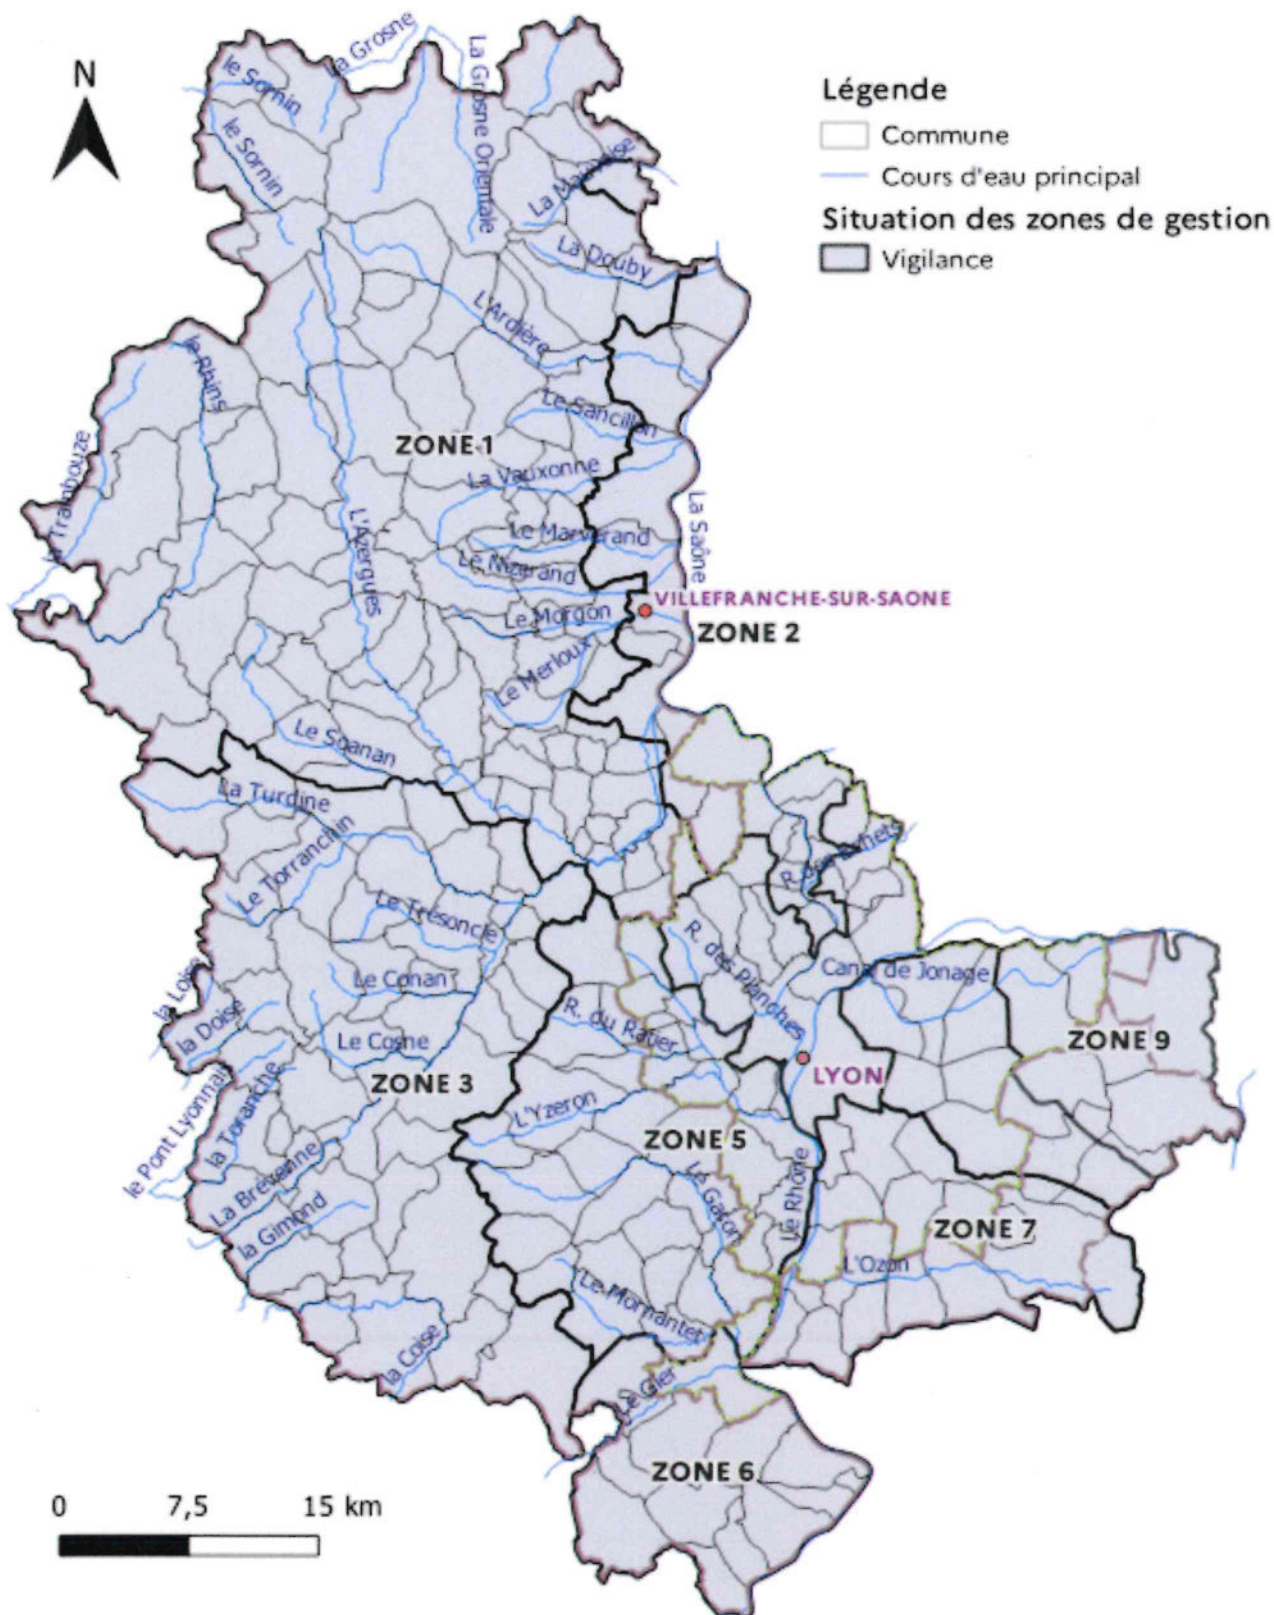 N
Légende
Commune
Cours d'eau principal
Situation des zones de gestion
Vigilance
le Sornin
La Grosne
La Grosne Orientale
le Sornin
La Mauvaise
La Douby
L'Ardière
le Rhins
Le Sancillon
ZONE 1
La Vauxonne
la Trambouze
La Saône
L'Azergues
Le Marverand
Le Nizerand
VILLEFRANCHE-SUR-SAONE
Le Morgon
ZONE 2
Le Merloux
Le Soanan
La Turdine
Le Torranchin
R. des Echets
Le Trésoncle
R. des Planches
Canal de Jonage
la Loise
Le Conan
la Doise
R. du Ratier
Le Cosne
ZONE 9
LYON
ZONE 3
le Pont Lyonnais
la Toranche
L'Yzeron
ZONE 5
La Brévenne
Le Garon
Le Rhône
la Gimond
ZONE 7
L'Ozon
Le Mornantet
la Coise
Le Gier
ZONE 6
0 7,5 15 km